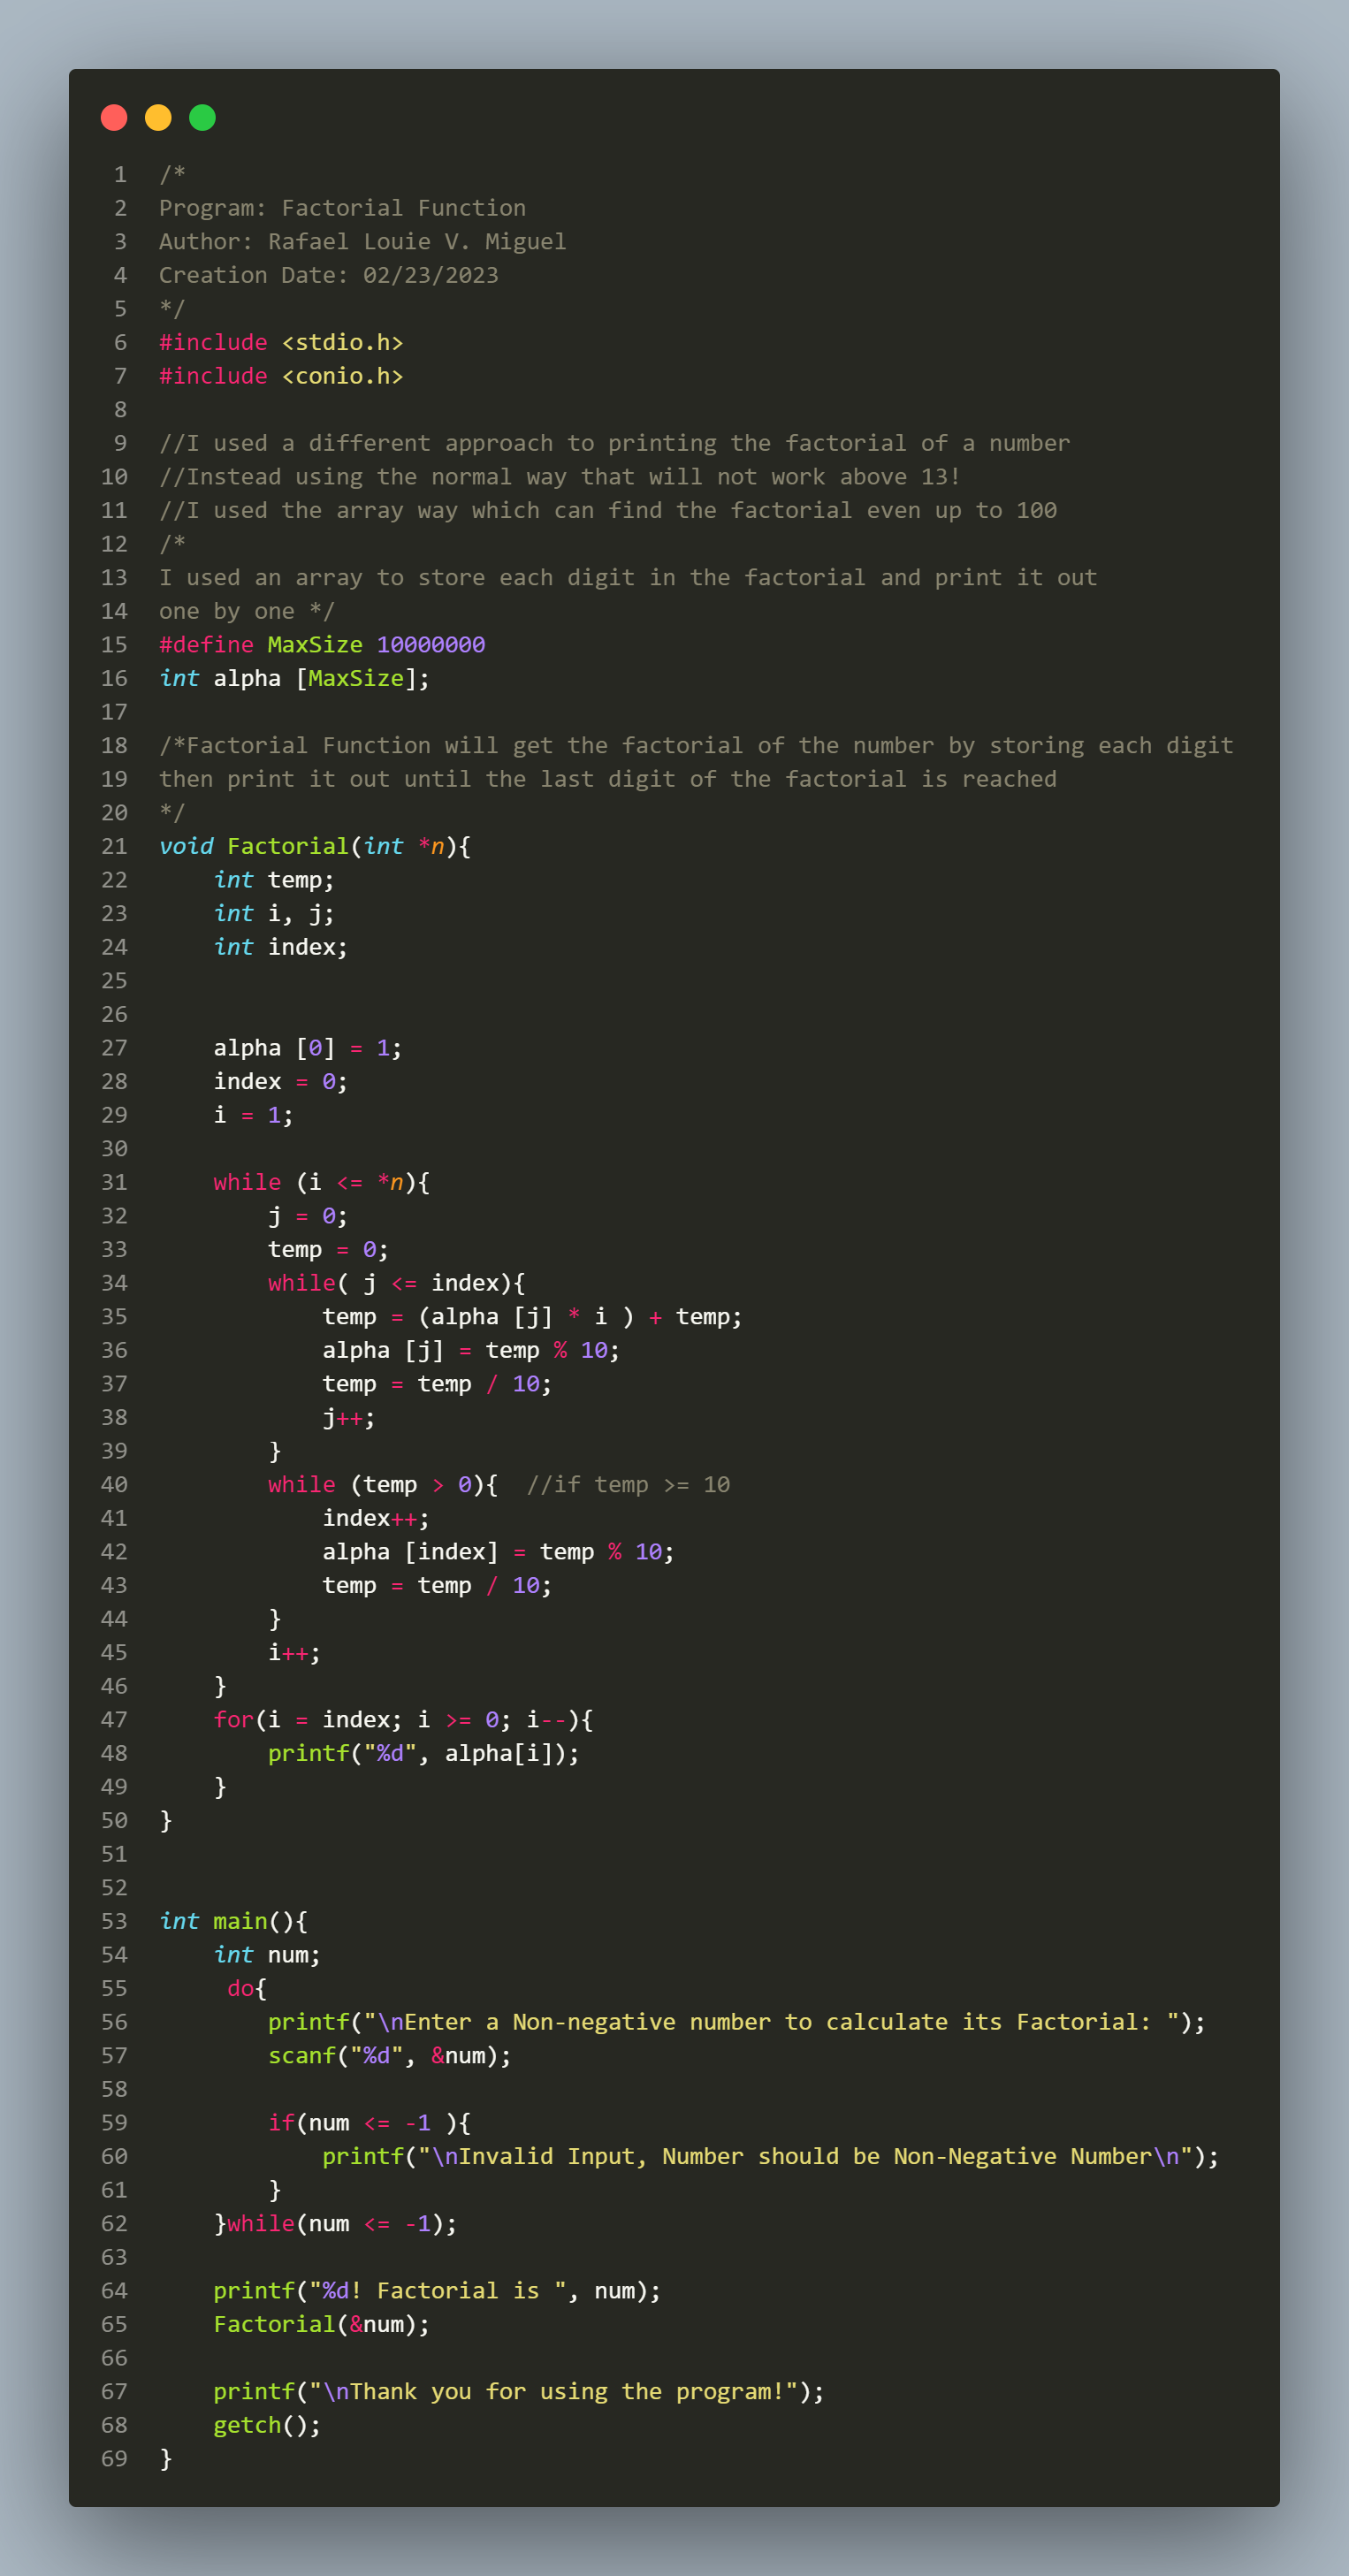 1 /*
2 Program: Factorial Function
3 Author: Rafael Louie V. Miguel
4 Creation Date: 02/23/2023
5 */
6 #include <stdio.h>
7 #include <conio.h>
8
9 //I used a different approach to printing the factorial of a number
10 //Instead using the normal way that will not work above 13!
11 //I used the array way which can find the factorial even up to 100
12 /*
13 I used an array to store each digit in the factorial and print it out
14 one by one */
15 #define MaxSize 10000000
16 int alpha [MaxSize];
17
18 /*Factorial Function will get the factorial of the number by storing each digit
19 then print it out until the last digit of the factorial is reached
20 */
21 void Factorial(int *n){
22     int temp;
23     int i, j;
24     int index;
25
26
27     alpha [0] = 1;
28     index = 0;
29     i = 1;
30
31     while (i <= *n){
32         j = 0;
33         temp = 0;
34         while( j <= index){
35             temp = (alpha [j] * i ) + temp;
36             alpha [j] = temp % 10;
37             temp = temp / 10;
38             j++;
39         }
40         while (temp > 0){  //if temp >= 10
41             index++;
42             alpha [index] = temp % 10;
43             temp = temp / 10;
44         }
45         i++;
46     }
47     for(i = index; i >= 0; i--){
48         printf("%d", alpha[i]);
49     }
50 }
51
52
53 int main(){
54     int num;
55      do{
56         printf("\nEnter a Non-negative number to calculate its Factorial: ");
57         scanf("%d", &num);
58
59         if(num <= -1 ){
60             printf("\nInvalid Input, Number should be Non-Negative Number\n");
61         }
62     }while(num <= -1);
63
64     printf("%d! Factorial is ", num);
65     Factorial(&num);
66
67     printf("\nThank you for using the program!");
68     getch();
69 }